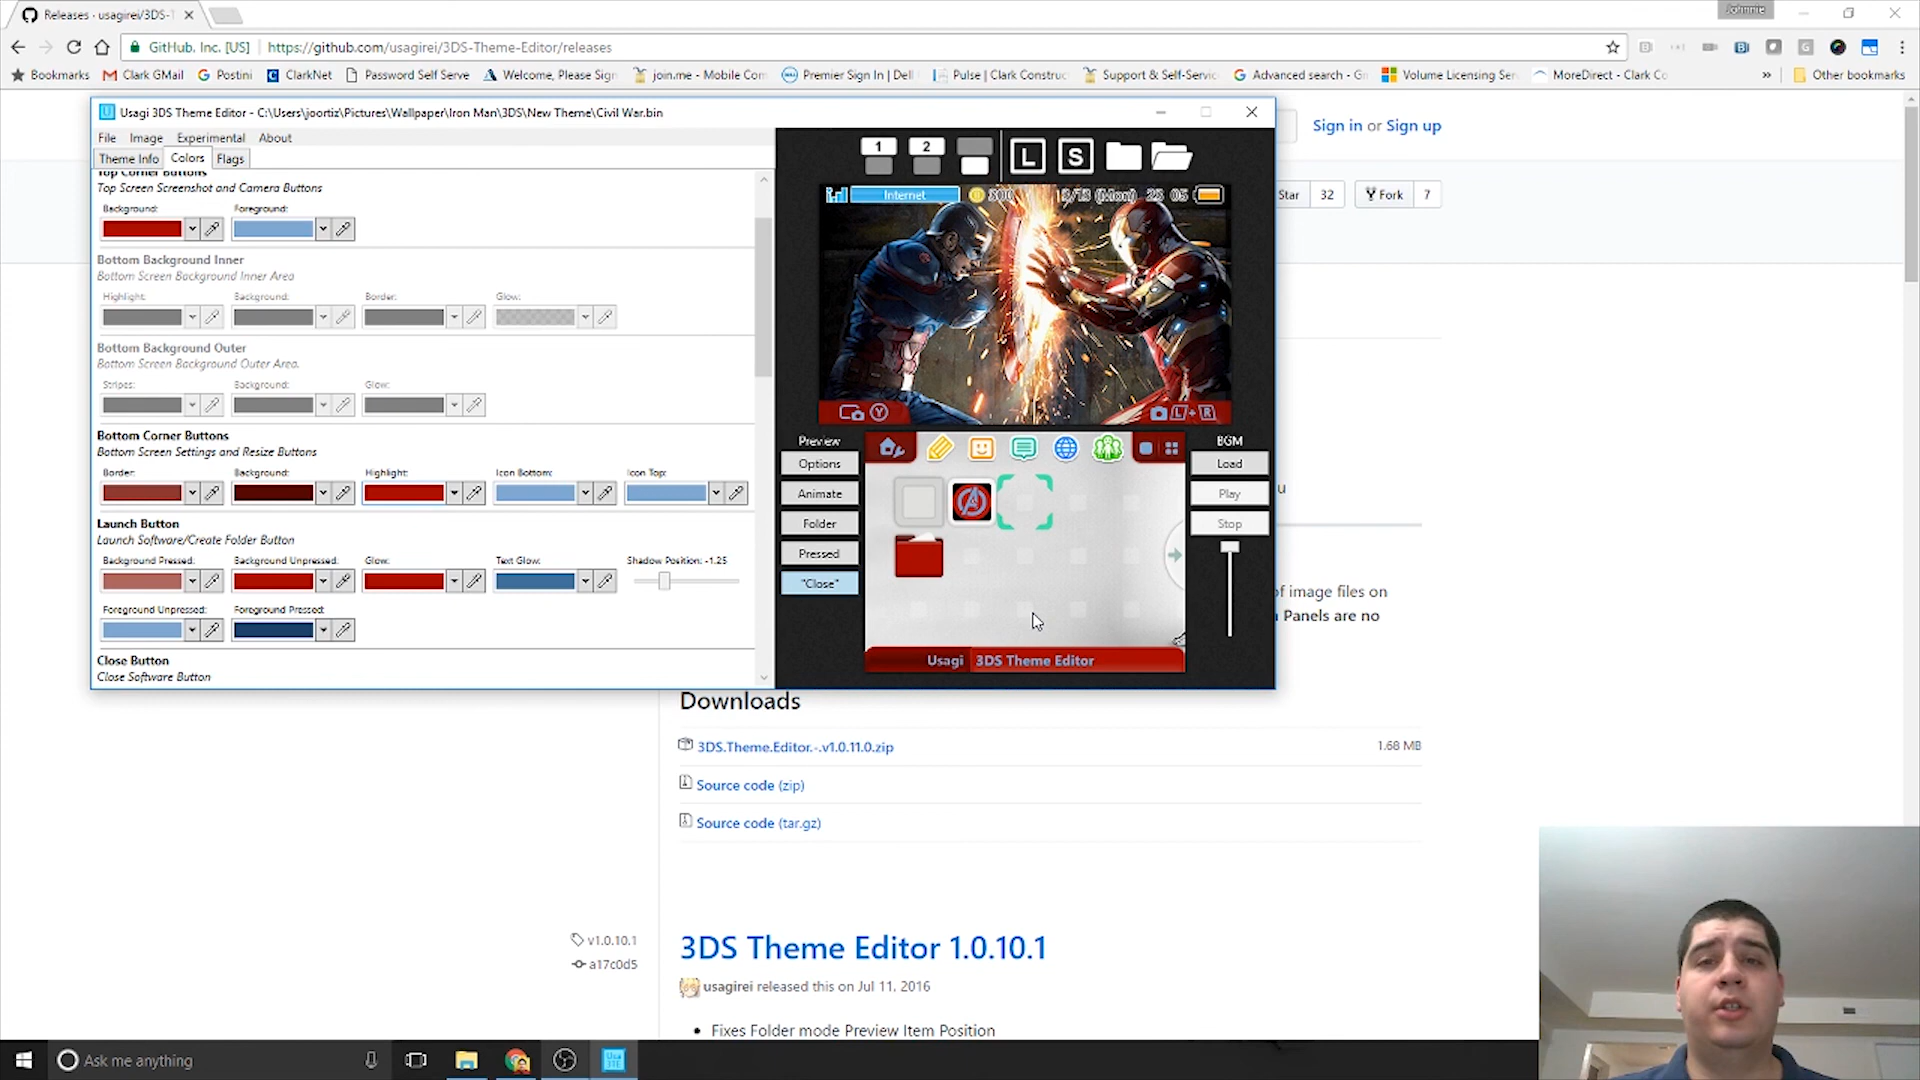 Releases · usagirei/3DS-T
Johnnie
GitHub, Inc. [US] https://github.com/usagirei/3DS-Theme-Editor/releases
Bookmarks Clark GMail Postini ClarkNet Password Self Serve Welcome, Please Sign join.me - Mobile Con Premier Sign In | Dell Pulse | Clark Construc Support & Self-Servic Advanced search - Gr Volume Licensing Ser MoreDirect - Clark Co » Other bookmarks
Sign in or Sign up
Star 32 Fork 7
Usagi 3DS Theme Editor - C:\Users\joortiz\Pictures\Wallpaper\Iron Man\3DS\New Theme\Civil War.bin
File Image Experimental About
Theme Info Colors Flags
Top Corner Buttons
Top Screen Screenshot and Camera Buttons
Background: Foreground:
Bottom Background Inner
Bottom Screen Background Inner Area
Highlight: Background: Border: Glow:
Bottom Background Outer
Bottom Screen Background Outer Area.
Stripes: Background: Glow:
Bottom Corner Buttons
Bottom Screen Settings and Resize Buttons
Border: Background: Highlight: Icon Bottom: Icon Top:
Launch Button
Launch Software/Create Folder Button
Background Pressed: Background Unpressed: Glow: Text Glow: Shadow Position: -1.25
Foreground Unpressed: Foreground Pressed:
Close Button
Close Software Button
1 2 L S
Internet 300 (Mon) 23 05
Y L+R
Preview
Options
Animate
Folder
Pressed
"Close"
BGM
Load
Play
Stop
Usagi 3DS Theme Editor
u
of image files on
Panels are no
Downloads
3DS.Theme.Editor.-.v1.0.11.0.zip 1.68 MB
Source code (zip)
Source code (tar.gz)
v1.0.10.1
a17c0d5
3DS Theme Editor 1.0.10.1
usagirei released this on Jul 11, 2016
Fixes Folder mode Preview Item Position
Ask me anything